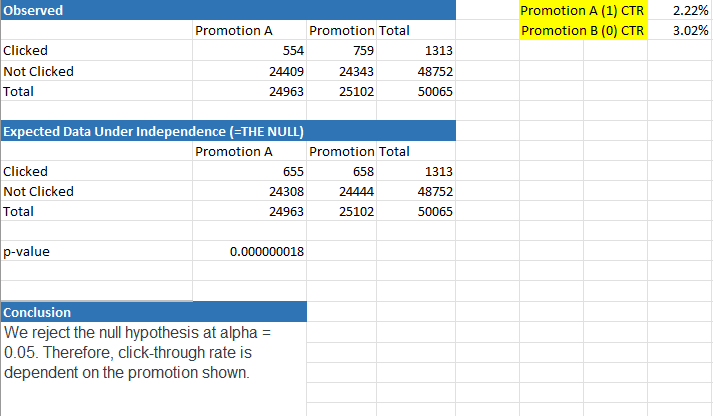 Observed Promotion A (1) CTR 2.22%
Promotion A Promotion Total Promotion B (0) CTR 3.02%
Clicked 554 759 1313
Not Clicked 24409 24343 48752
Total 24963 25102 50065
Expected Data Under Independence (=THE NULL)
Promotion A Promotion Total
Clicked 655 658 1313
Not Clicked 24308 24444 48752
Total 24963 25102 50065
p-value 0.000000018
Conclusion
We reject the null hypothesis at alpha =
0.05. Therefore, click-through rate is
dependent on the promotion shown.